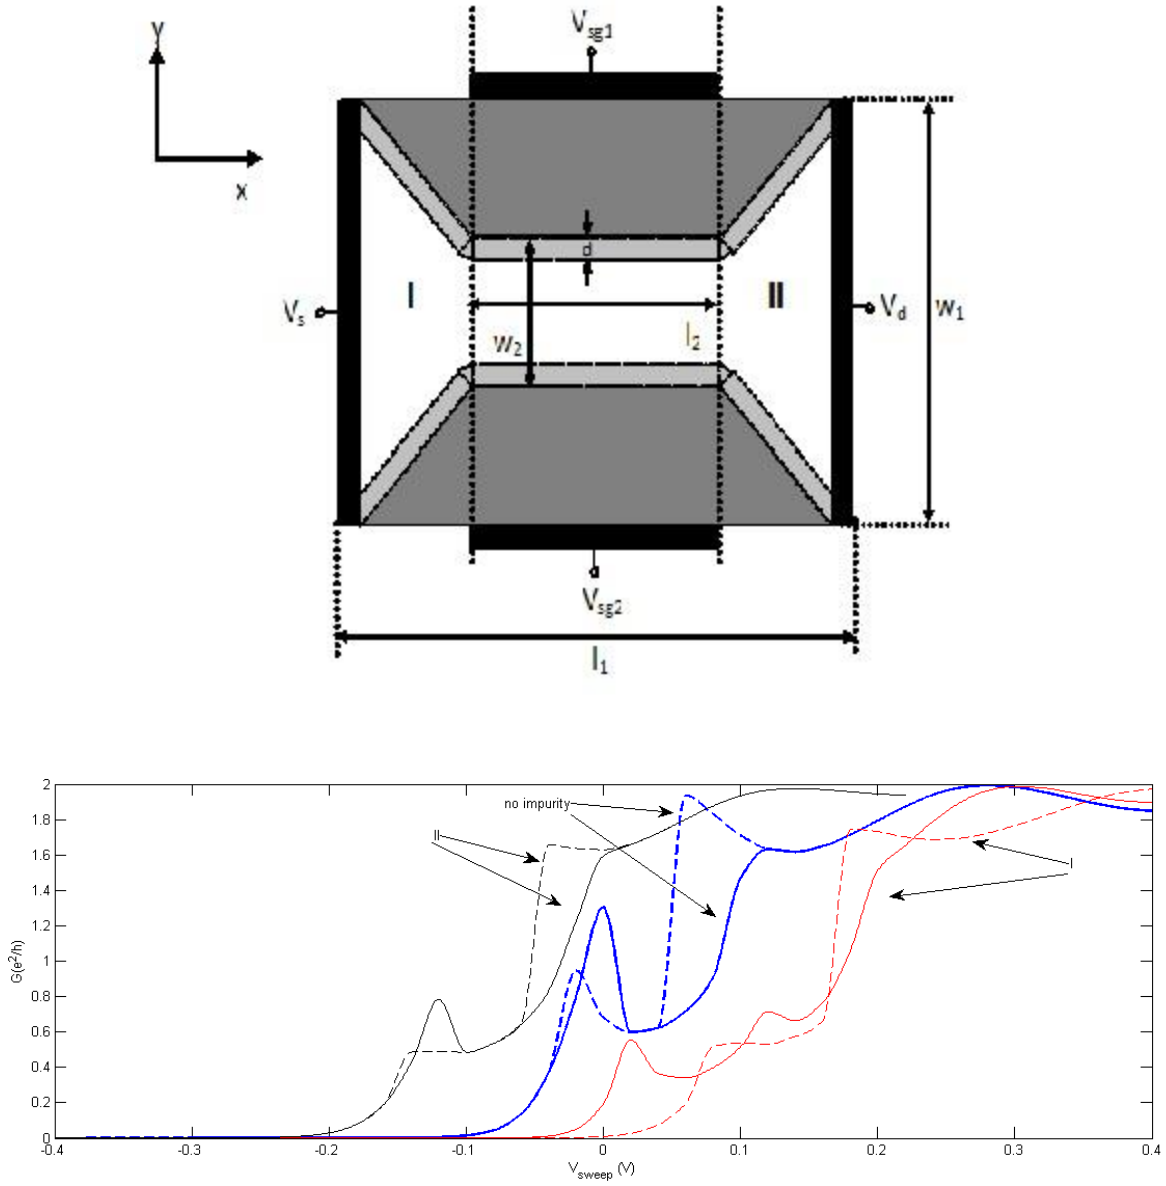 y
V_sg1
x
d
I
II
V_s
V_d
w_1
w_2
l_2
V_sg2
l_1
2
1.8
1.6
1.4
1.2
1
0.8
0.6
0.4
0.2
0
G(e^2/h)
no impurity
II
I
-0.4
-0.3
-0.2
-0.1
0
0.1
0.2
0.3
0.4
V_sweep (V)